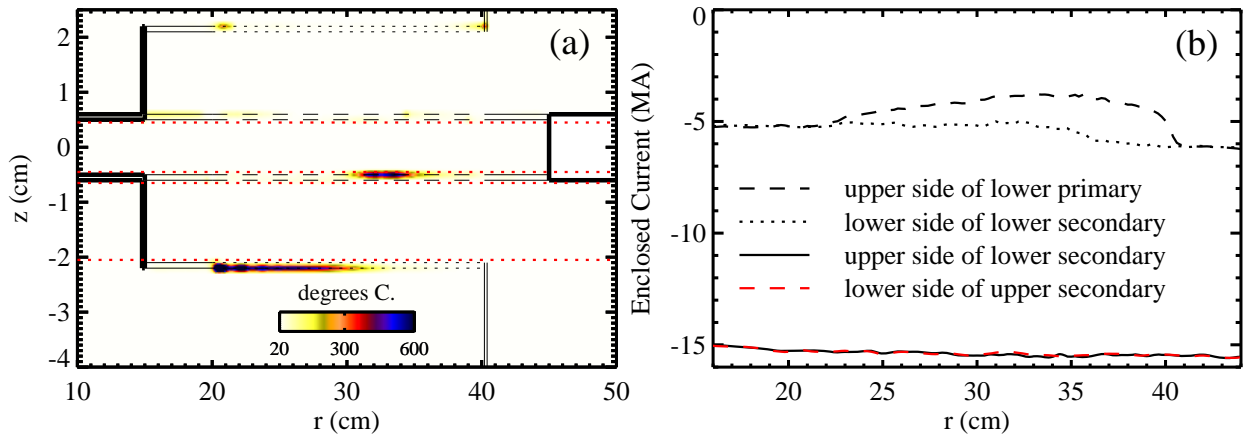 (a)
z (cm)
2
1
0
-1
-2
-3
-4
degrees C.
20 300 600
10 20 30 40 50
r (cm)
(b)
Enclosed Current (MA)
0
-5
-10
-15
upper side of lower primary
lower side of lower secondary
upper side of lower secondary
lower side of upper secondary
20 25 30 35 40
r (cm)